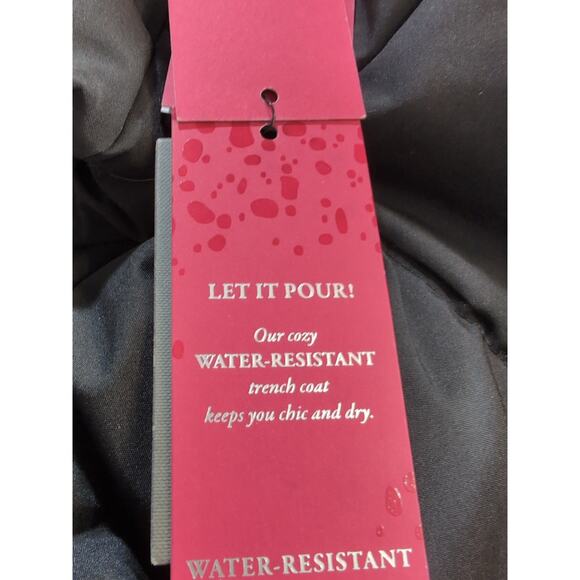 LET IT POUR!
Our cozy
WATER-RESISTANT
trench coat
keeps you chic and dry.
WATER-RESISTANT